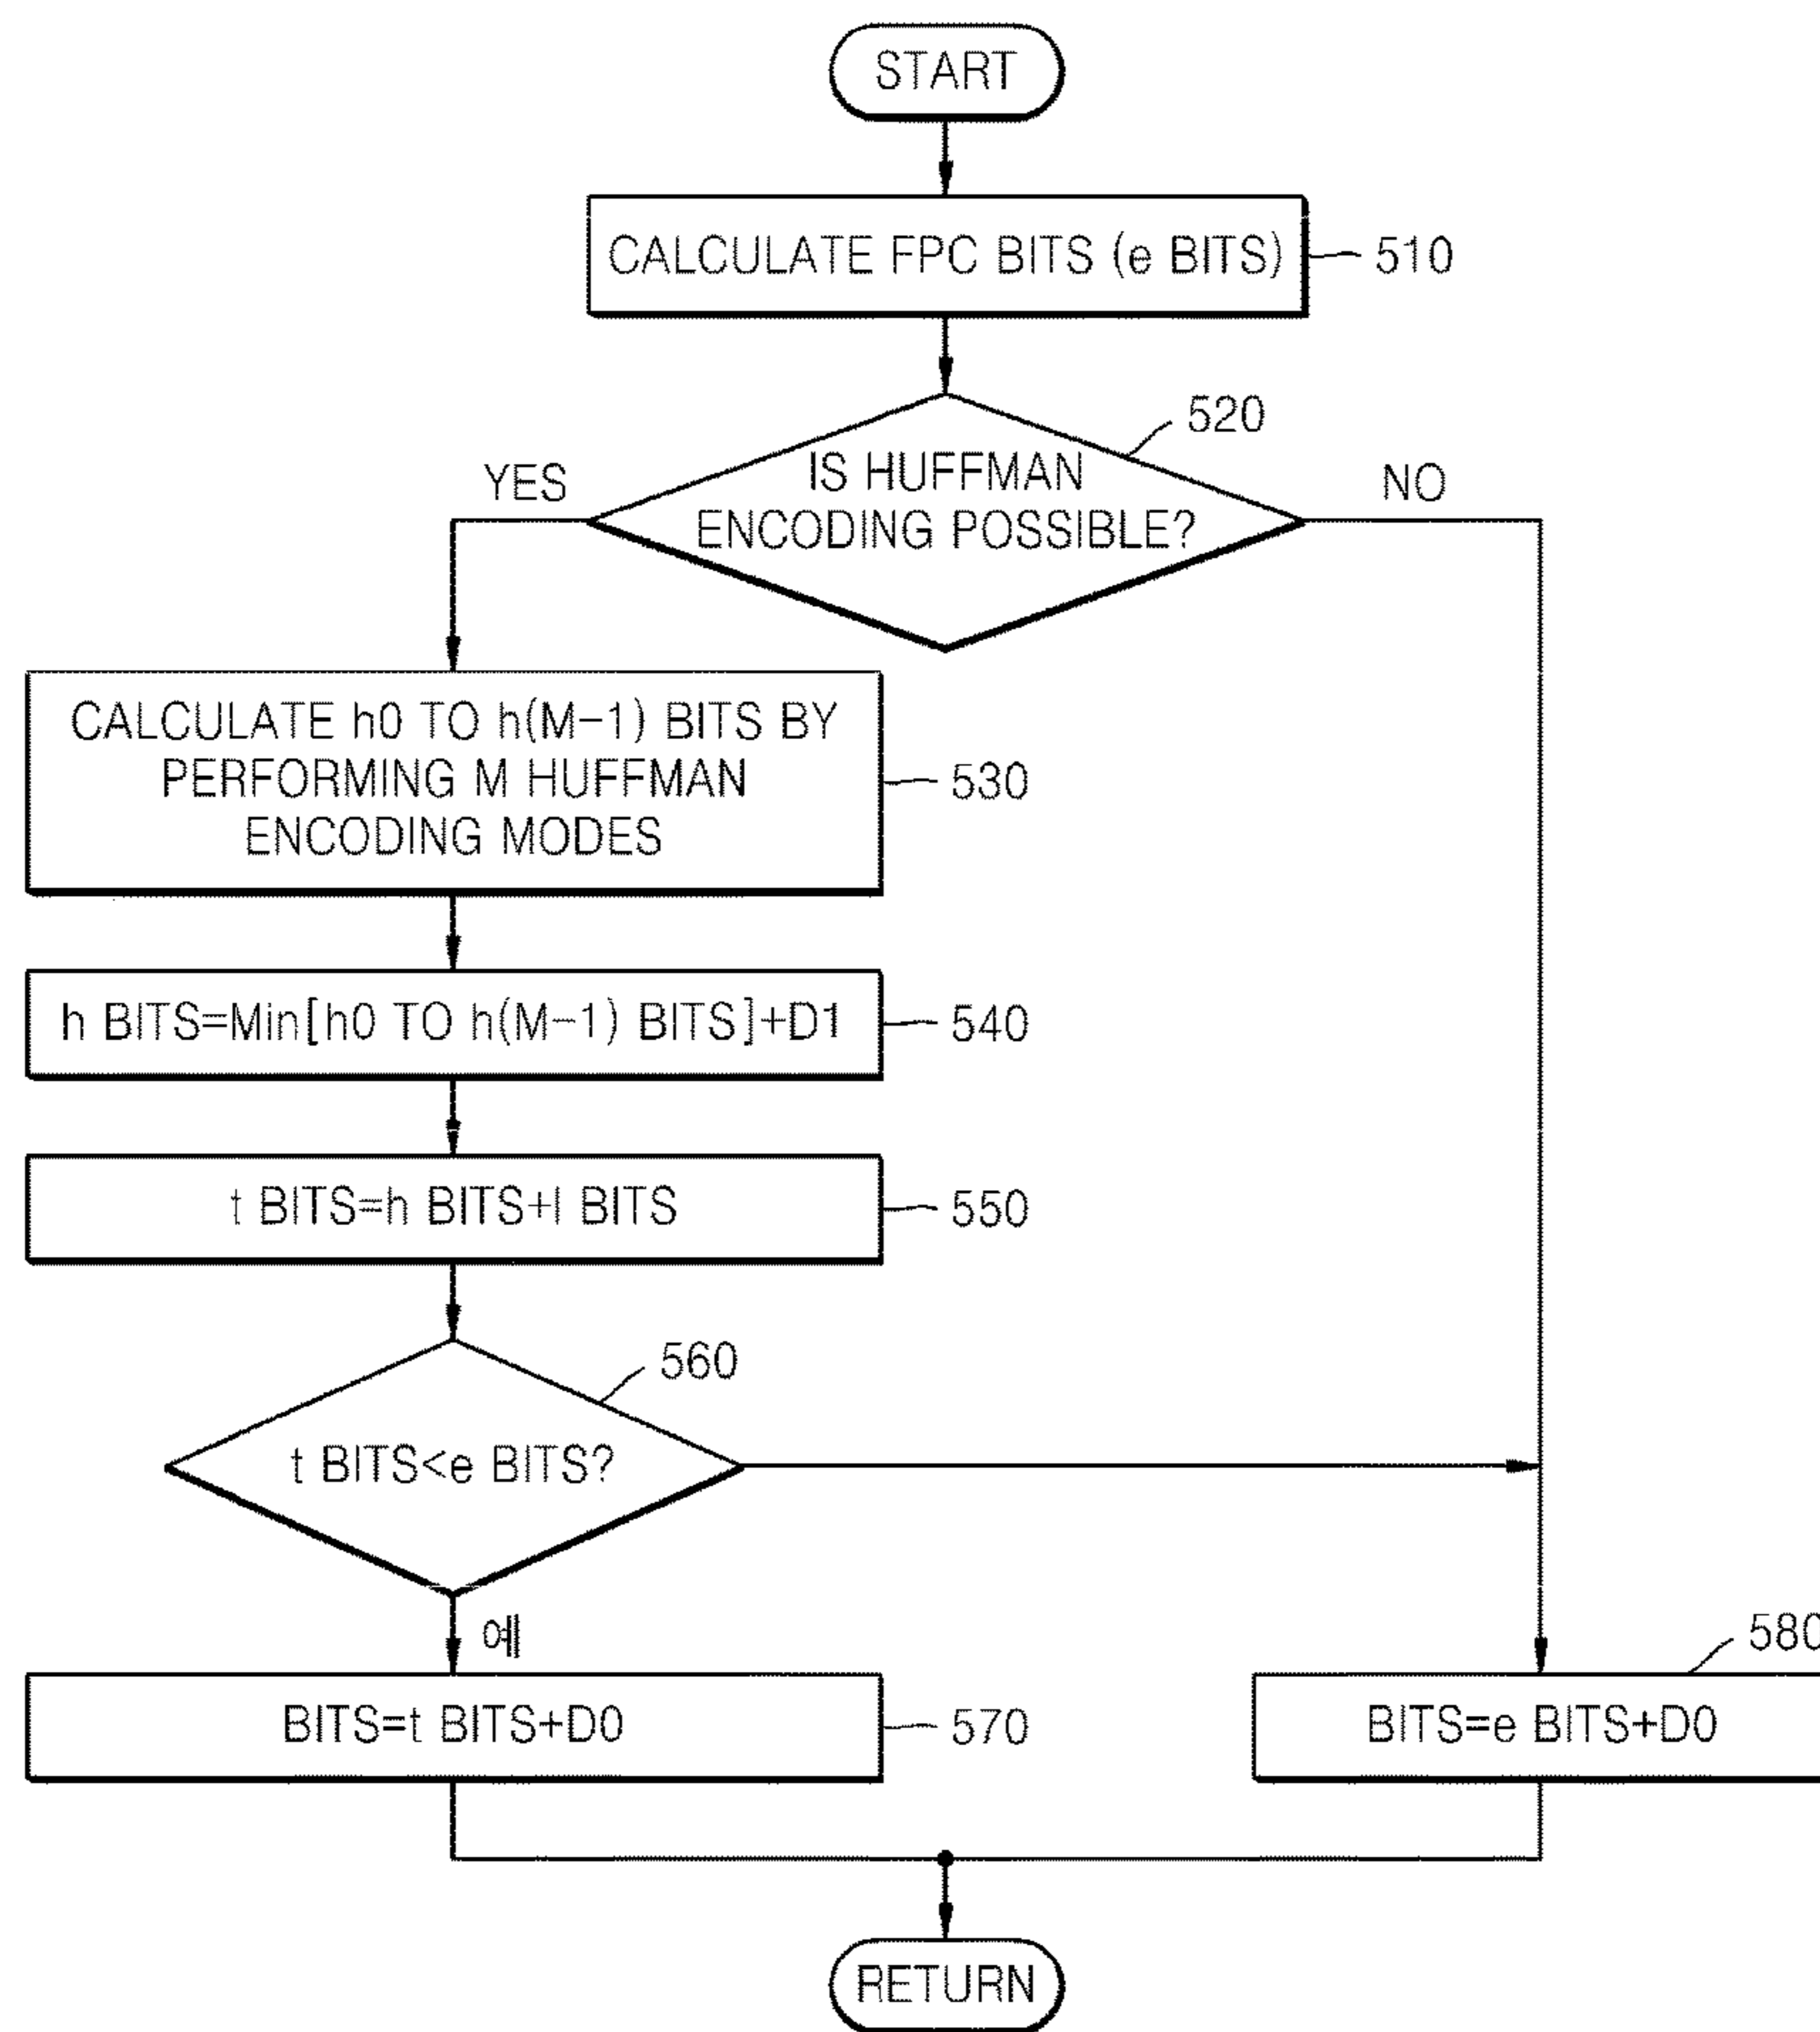 START
CALCULATE FPC BITS (e BITS)
510
520
IS HUFFMAN
ENCODING POSSIBLE?
YES
NO
CALCULATE h0 TO h(M-1) BITS BY
PERFORMING M HUFFMAN
ENCODING MODES
530
h BITS=Min[h0 TO h(M-1) BITS]+D1
540
t BITS=h BITS+l BITS
550
560
t BITS<e BITS?
예
BITS=t BITS+D0
570
580
BITS=e BITS+D0
RETURN